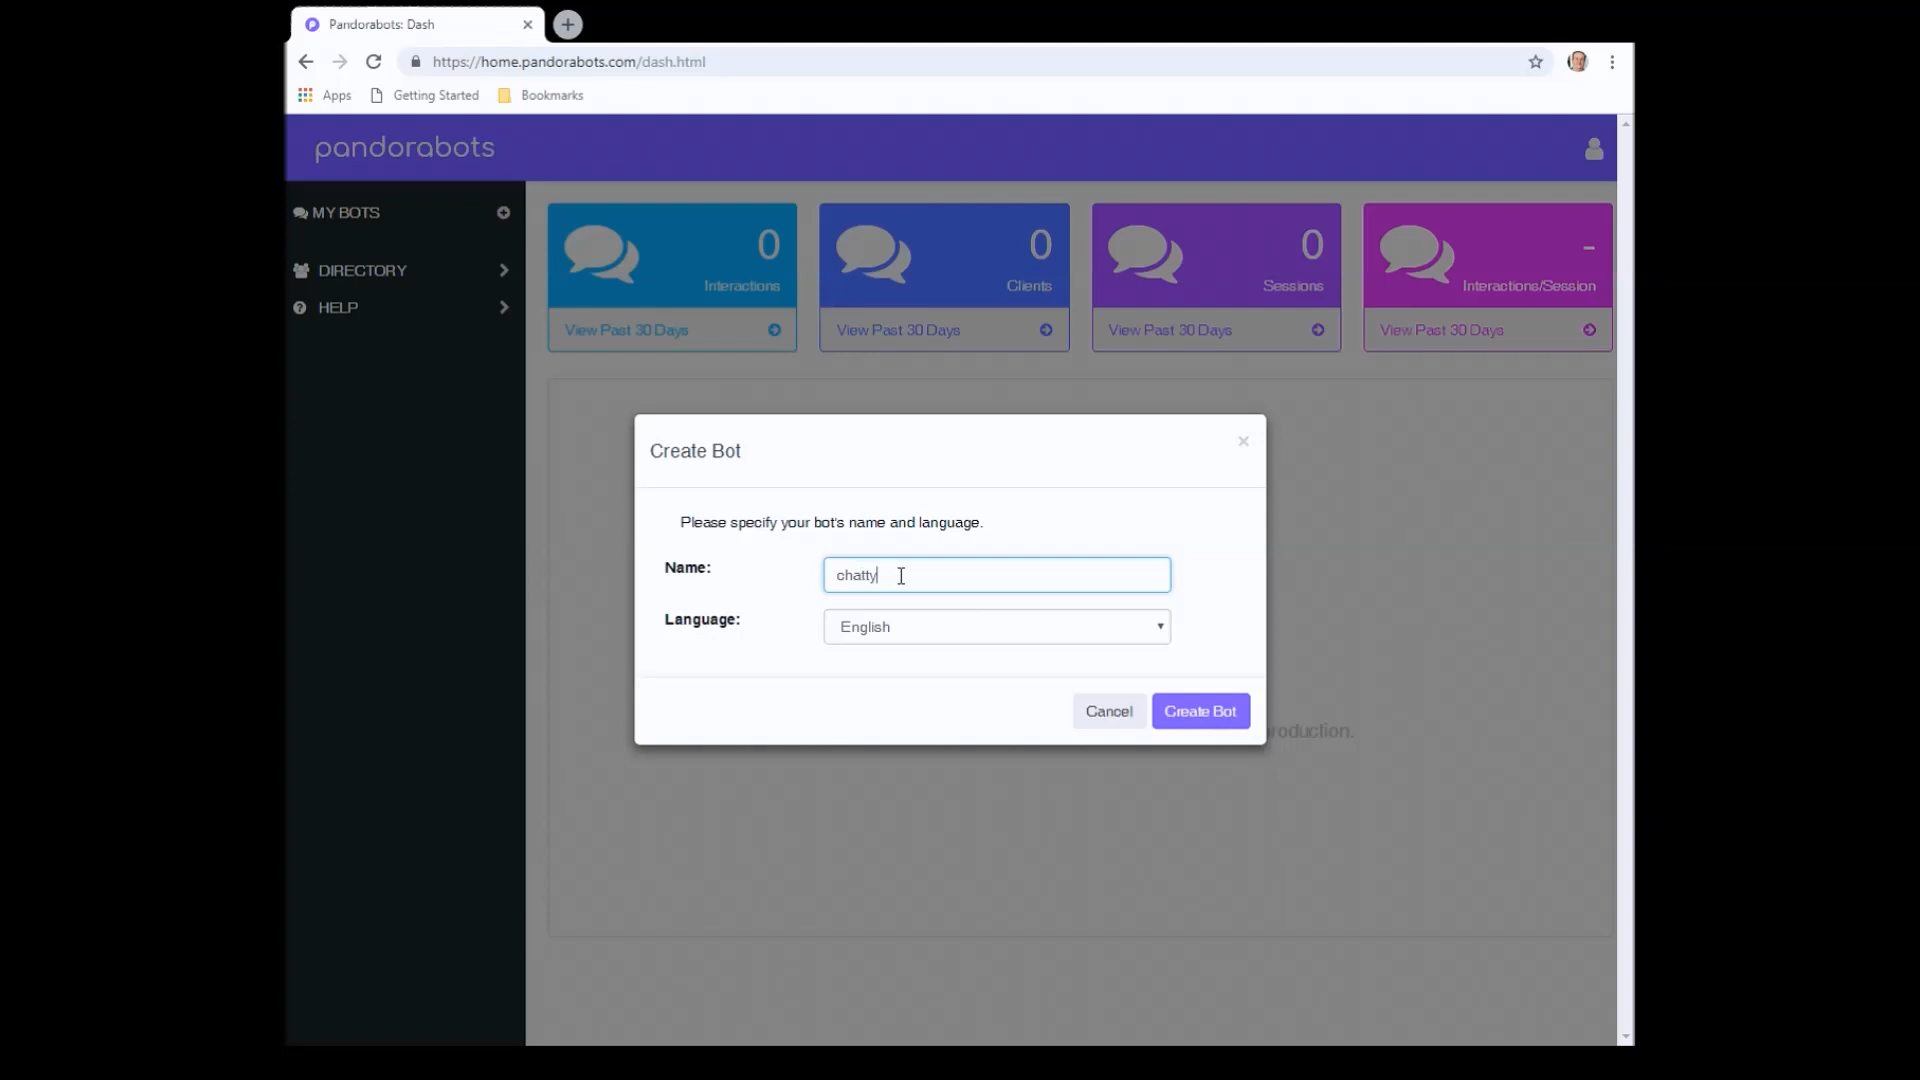 Pandorabots: Dash
https://home.pandorabots.com/dash.html
Apps Getting Started Bookmarks
pandorabots
MY BOTS
DIRECTORY
HELP
0 0 0 -
Interactions Clients Sessions Interactions/Session
View Past 30 Days View Past 30 Days View Past 30 Days View Past 30 Days
Create Bot
Please specify your bot's name and language.
Name: chatty
Language: English
Cancel Create Bot
roduction.